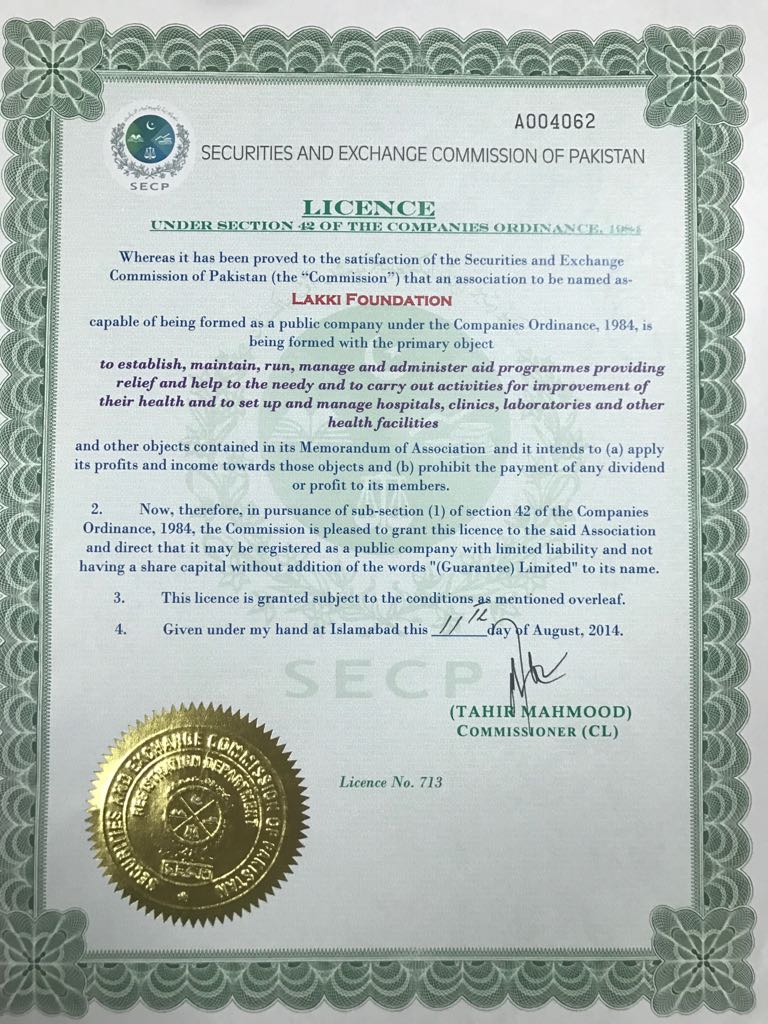 A004062
SECP
SECURITIES AND EXCHANGE COMMISSION OF PAKISTAN
LICENCE
UNDER SECTION 42 OF THE COMPANIES ORDINANCE, 1984
Whereas it has been proved to the satisfaction of the Securities and Exchange
Commission of Pakistan (the “Commission”) that an association to be named as-
LAKKI FOUNDATION
capable of being formed as a public company under the Companies Ordinance, 1984, is
being formed with the primary object
to establish, maintain, run, manage and administer aid programmes providing
relief and help to the needy and to carry out activities for improvement of
their health and to set up and manage hospitals, clinics, laboratories and other
health facilities
and other objects contained in its Memorandum of Association and it intends to (a) apply
its profits and income towards those objects and (b) prohibit the payment of any dividend
or profit to its members.
2. Now, therefore, in pursuance of sub-section (1) of section 42 of the Companies
Ordinance, 1984, the Commission is pleased to grant this licence to the said Association
and direct that it may be registered as a public company with limited liability and not
having a share capital without addition of the words "(Guarantee) Limited" to its name.
3. This licence is granted subject to the conditions as mentioned overleaf.
4. Given under my hand at Islamabad this 11th day of August, 2014.
SECP
(TAHIR MAHMOOD)
COMMISSIONER (CL)
Licence No. 713
SECURITIES AND EXCHANGE COMMISSION OF PAKISTAN
REGISTRATION DEPARTMENT